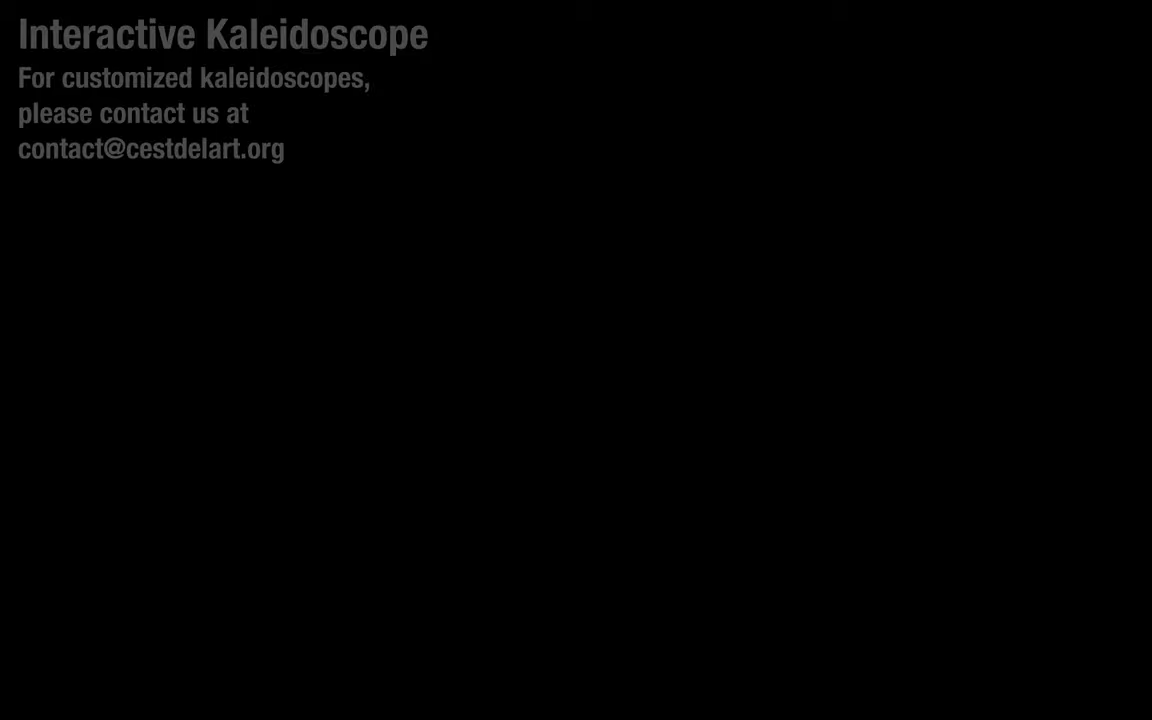 Interactive Kaleidoscope
For customized kaleidoscopes,
please contact us at
contact@cestdelart.org